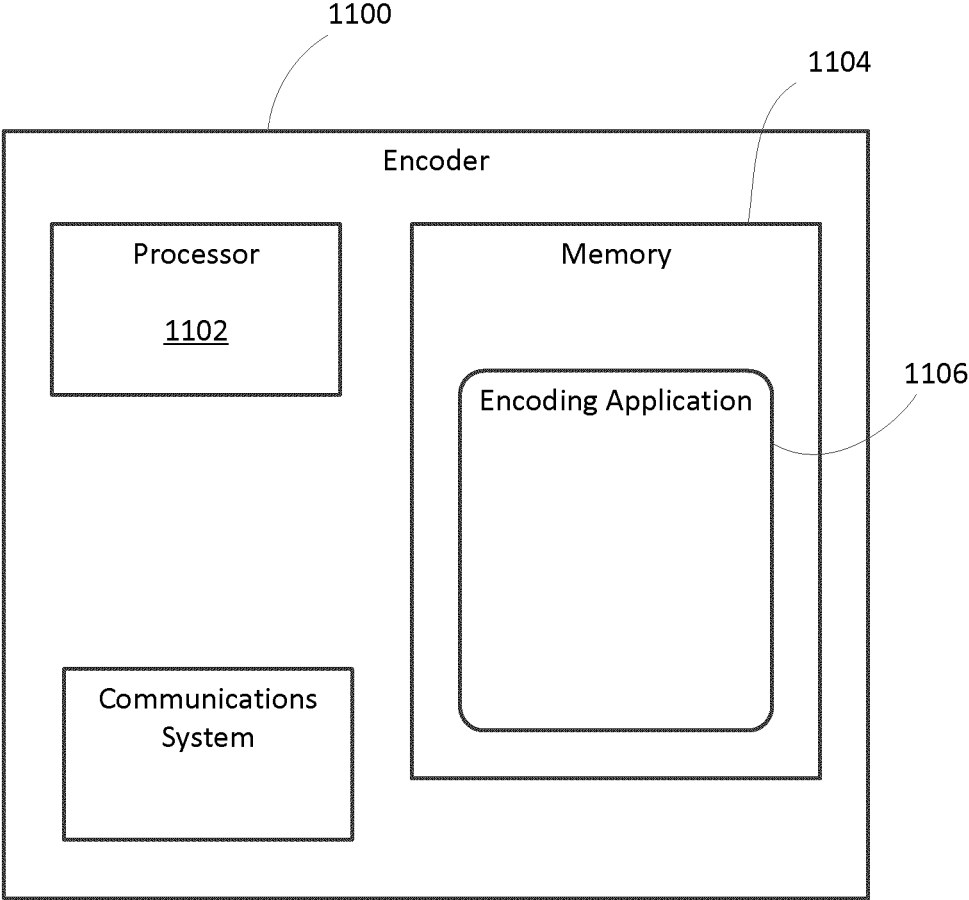 1100
1104
Encoder
Processor
1102
Memory
1106
Encoding Application
Communications
System